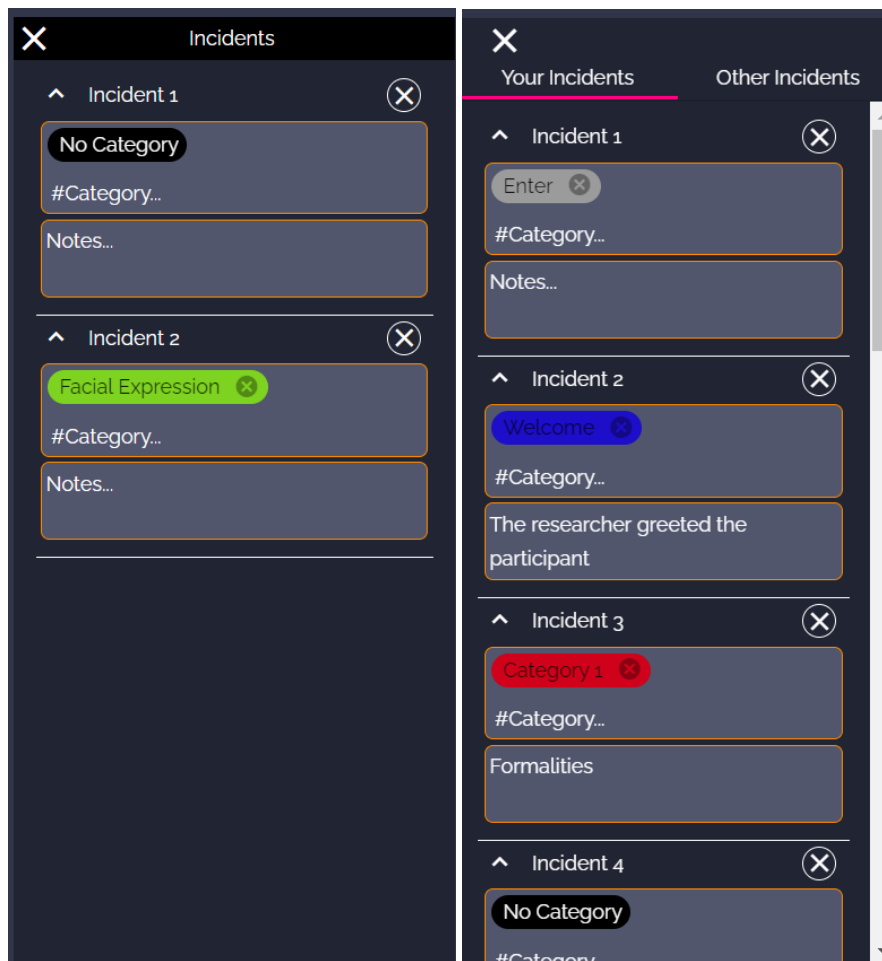 Incidents
Incident 1
No Category
#Category...
Notes...
Incident 2
Facial Expression
#Category...
Notes...
Your Incidents Other Incidents
Incident 1
Enter
#Category...
Notes...
Incident 2
Welcome
#Category...
The researcher greeted the
participant
Incident 3
Category 1
#Category...
Formalities
Incident 4
No Category
#Category